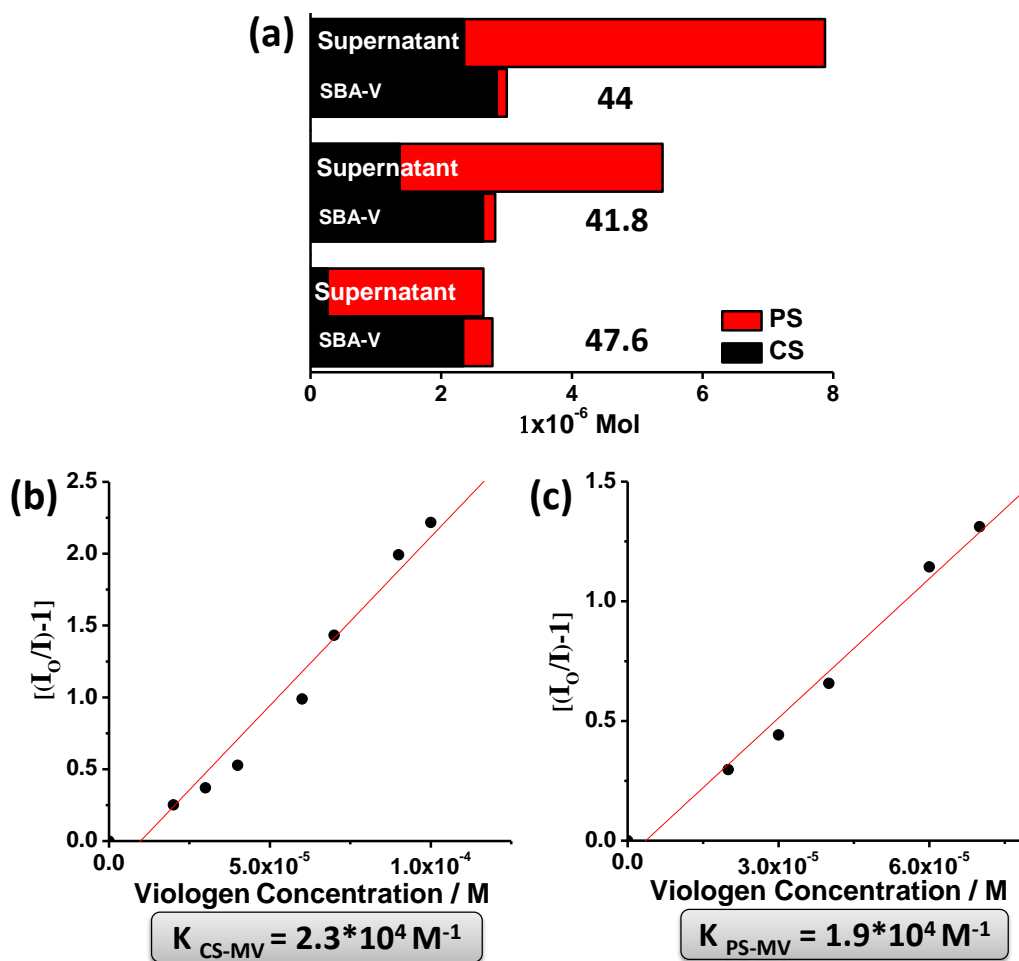 (a)
Supernatant
SBA-V
44
Supernatant
SBA-V
41.8
Supernatant
SBA-V
47.6
PS
CS
0 2 4 6 8
1x10⁻⁶ Mol
(b)
[(I_O/I)-1]
2.5
2.0
1.5
1.0
0.5
0.0
0.0 5.0x10⁻⁵ 1.0x10⁻⁴
Viologen Concentration / M
K CS-MV = 2.3*10⁴ M⁻¹
(c)
[(I_O/I)-1]
1.5
1.0
0.5
0.0
0.0 3.0x10⁻⁵ 6.0x10⁻⁵
Viologen Concentration / M
K PS-MV = 1.9*10⁴ M⁻¹